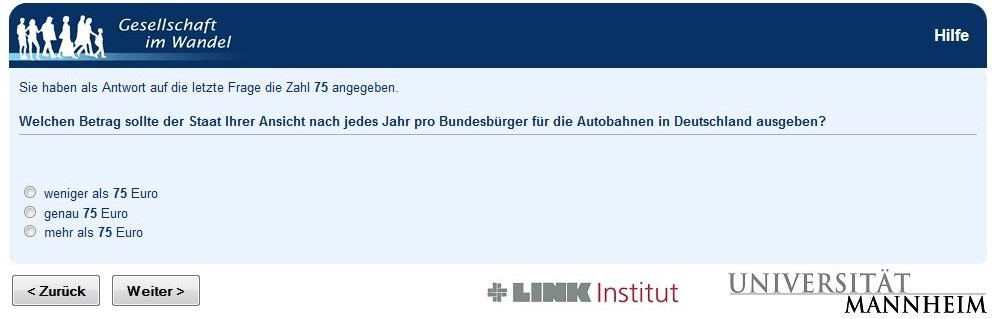 Gesellschaft
im Wandel
Hilfe
Sie haben als Antwort auf die letzte Frage die Zahl 75 angegeben.
Welchen Betrag sollte der Staat Ihrer Ansicht nach jedes Jahr pro Bundesbürger für die Autobahnen in Deutschland ausgeben?
weniger als 75 Euro
genau 75 Euro
mehr als 75 Euro
< Zurück
Weiter >
LINK Institut
UNIVERSITÄT
MANNHEIM